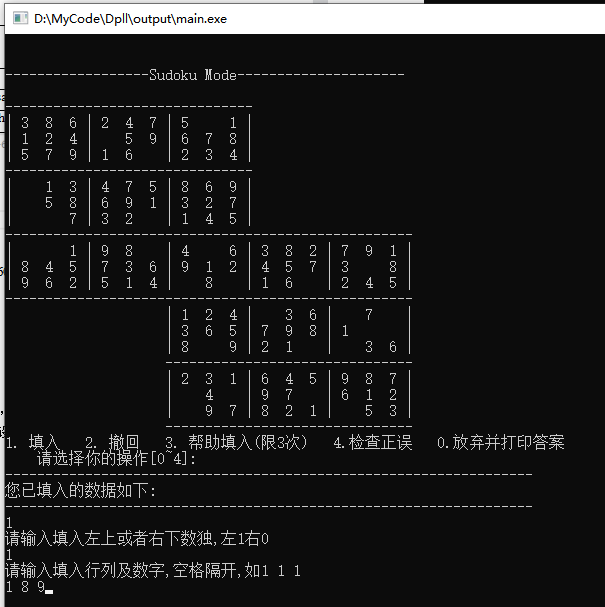 D:\MyCode\Dpll\output\main.exe
------------------Sudoku Mode---------------------
-------------------------------
| 3 8 6 | 2 4 7 | 5   1 |
| 1 2 4 |   5 9 | 6 7 8 |
| 5 7 9 | 1 6   | 2 3 4 |
-------------------------------
|   1 3 | 4 7 5 | 8 6 9 |
|   5 8 | 6 9 1 | 3 2 7 |
|     7 | 3 2   | 1 4 5 |
---------------------------------------------------
|     1 | 9 8   | 4   6 | 3 8 2 | 7 9 1 |
| 8 4 5 | 7 3 6 | 9 1 2 | 4 5 7 | 3   8 |
| 9 6 2 | 5 1 4 |   8   | 1 6   | 2 4 5 |
---------------------------------------------------
| 1 2 4 |   3 6 |   7   |
| 3 6 5 | 7 9 8 | 1     |
| 8   9 | 2 1   |   3 6 |
-------------------------------
| 2 3 1 | 6 4 5 | 9 8 7 |
|   4   | 9 7   | 6 1 2 |
|   9 7 | 8 2 1 |   5 3 |
-------------------------------
1. 填入   2. 撤回   3. 帮助填入(限3次)   4.检查正误   0.放弃并打印答案
请选择你的操作[0~4]:
------------------------------------------------------------------
您已填入的数据如下:
------------------------------------------------------------------
1
请输入填入左上或者右下数独,左1右0
1
请输入填入行列及数字,空格隔开,如1 1 1
1 8 9